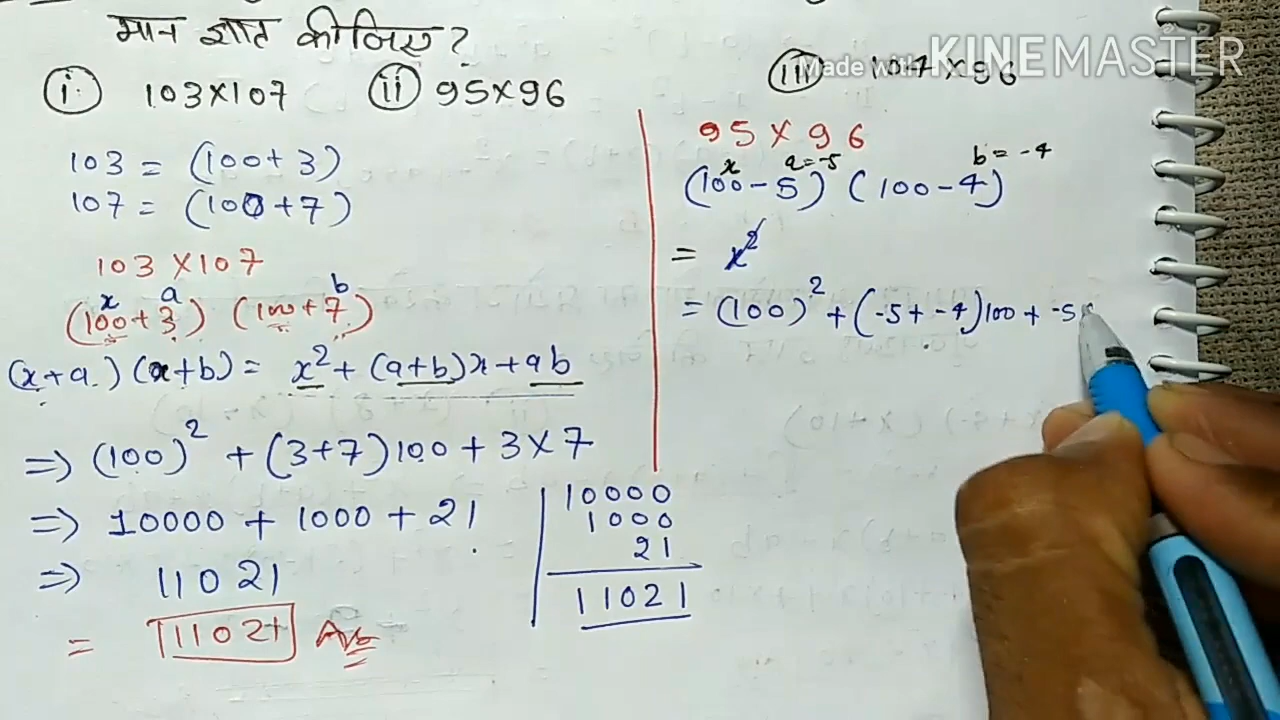 मान ज्ञात कीजिए?
(i) 103×107 (ii) 95×96 (iii) 107×96
Made with KINEMASTER
103 = (100+3)
107 = (100+7)
103×107
x a b
(100+3) (100+7)
(x+a) (x+b) = x² + (a+b)x + ab
=> (100)² + (3+7)100 + 3×7
=> 10000 + 1000 + 21
=> 11021
= 11021 Ans
10000
1000
21
11021
95×96
x a=-5 b=-4
(100-5) (100-4)
= x²
= (100)² + (-5+-4)100 + -5